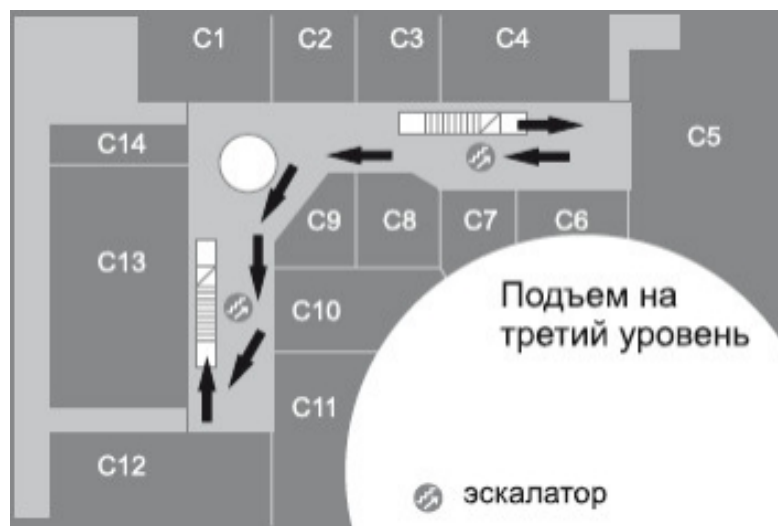 C1
C2
C3
C4
C5
C14
C13
C9
C8
C7
C6
C10
C11
C12
Подъем на
третий уровень
эскалатор